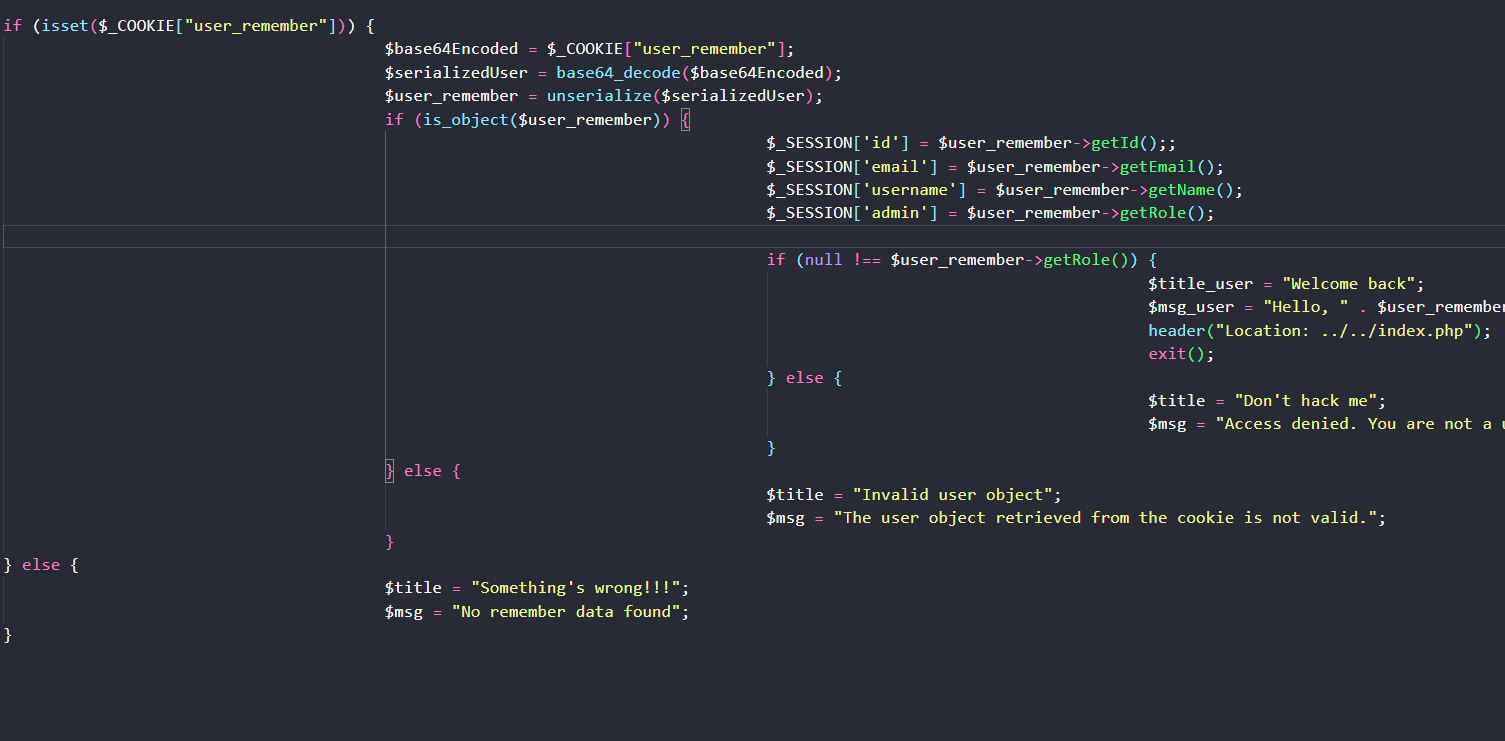 if (isset($_COOKIE["user_remember"])) {
$base64Encoded = $_COOKIE["user_remember"];
$serializedUser = base64_decode($base64Encoded);
$user_remember = unserialize($serializedUser);
if (is_object($user_remember)) {
$_SESSION['id'] = $user_remember->getId();;
$_SESSION['email'] = $user_remember->getEmail();
$_SESSION['username'] = $user_remember->getName();
$_SESSION['admin'] = $user_remember->getRole();
if (null !== $user_remember->getRole()) {
$title_user = "Welcome back";
$msg_user = "Hello, " . $user_remember
header("Location: ../../index.php");
exit();
} else {
$title = "Don't hack me";
$msg = "Access denied. You are not a
}
} else {
$title = "Invalid user object";
$msg = "The user object retrieved from the cookie is not valid.";
}
} else {
$title = "Something's wrong!!!";
$msg = "No remember data found";
}